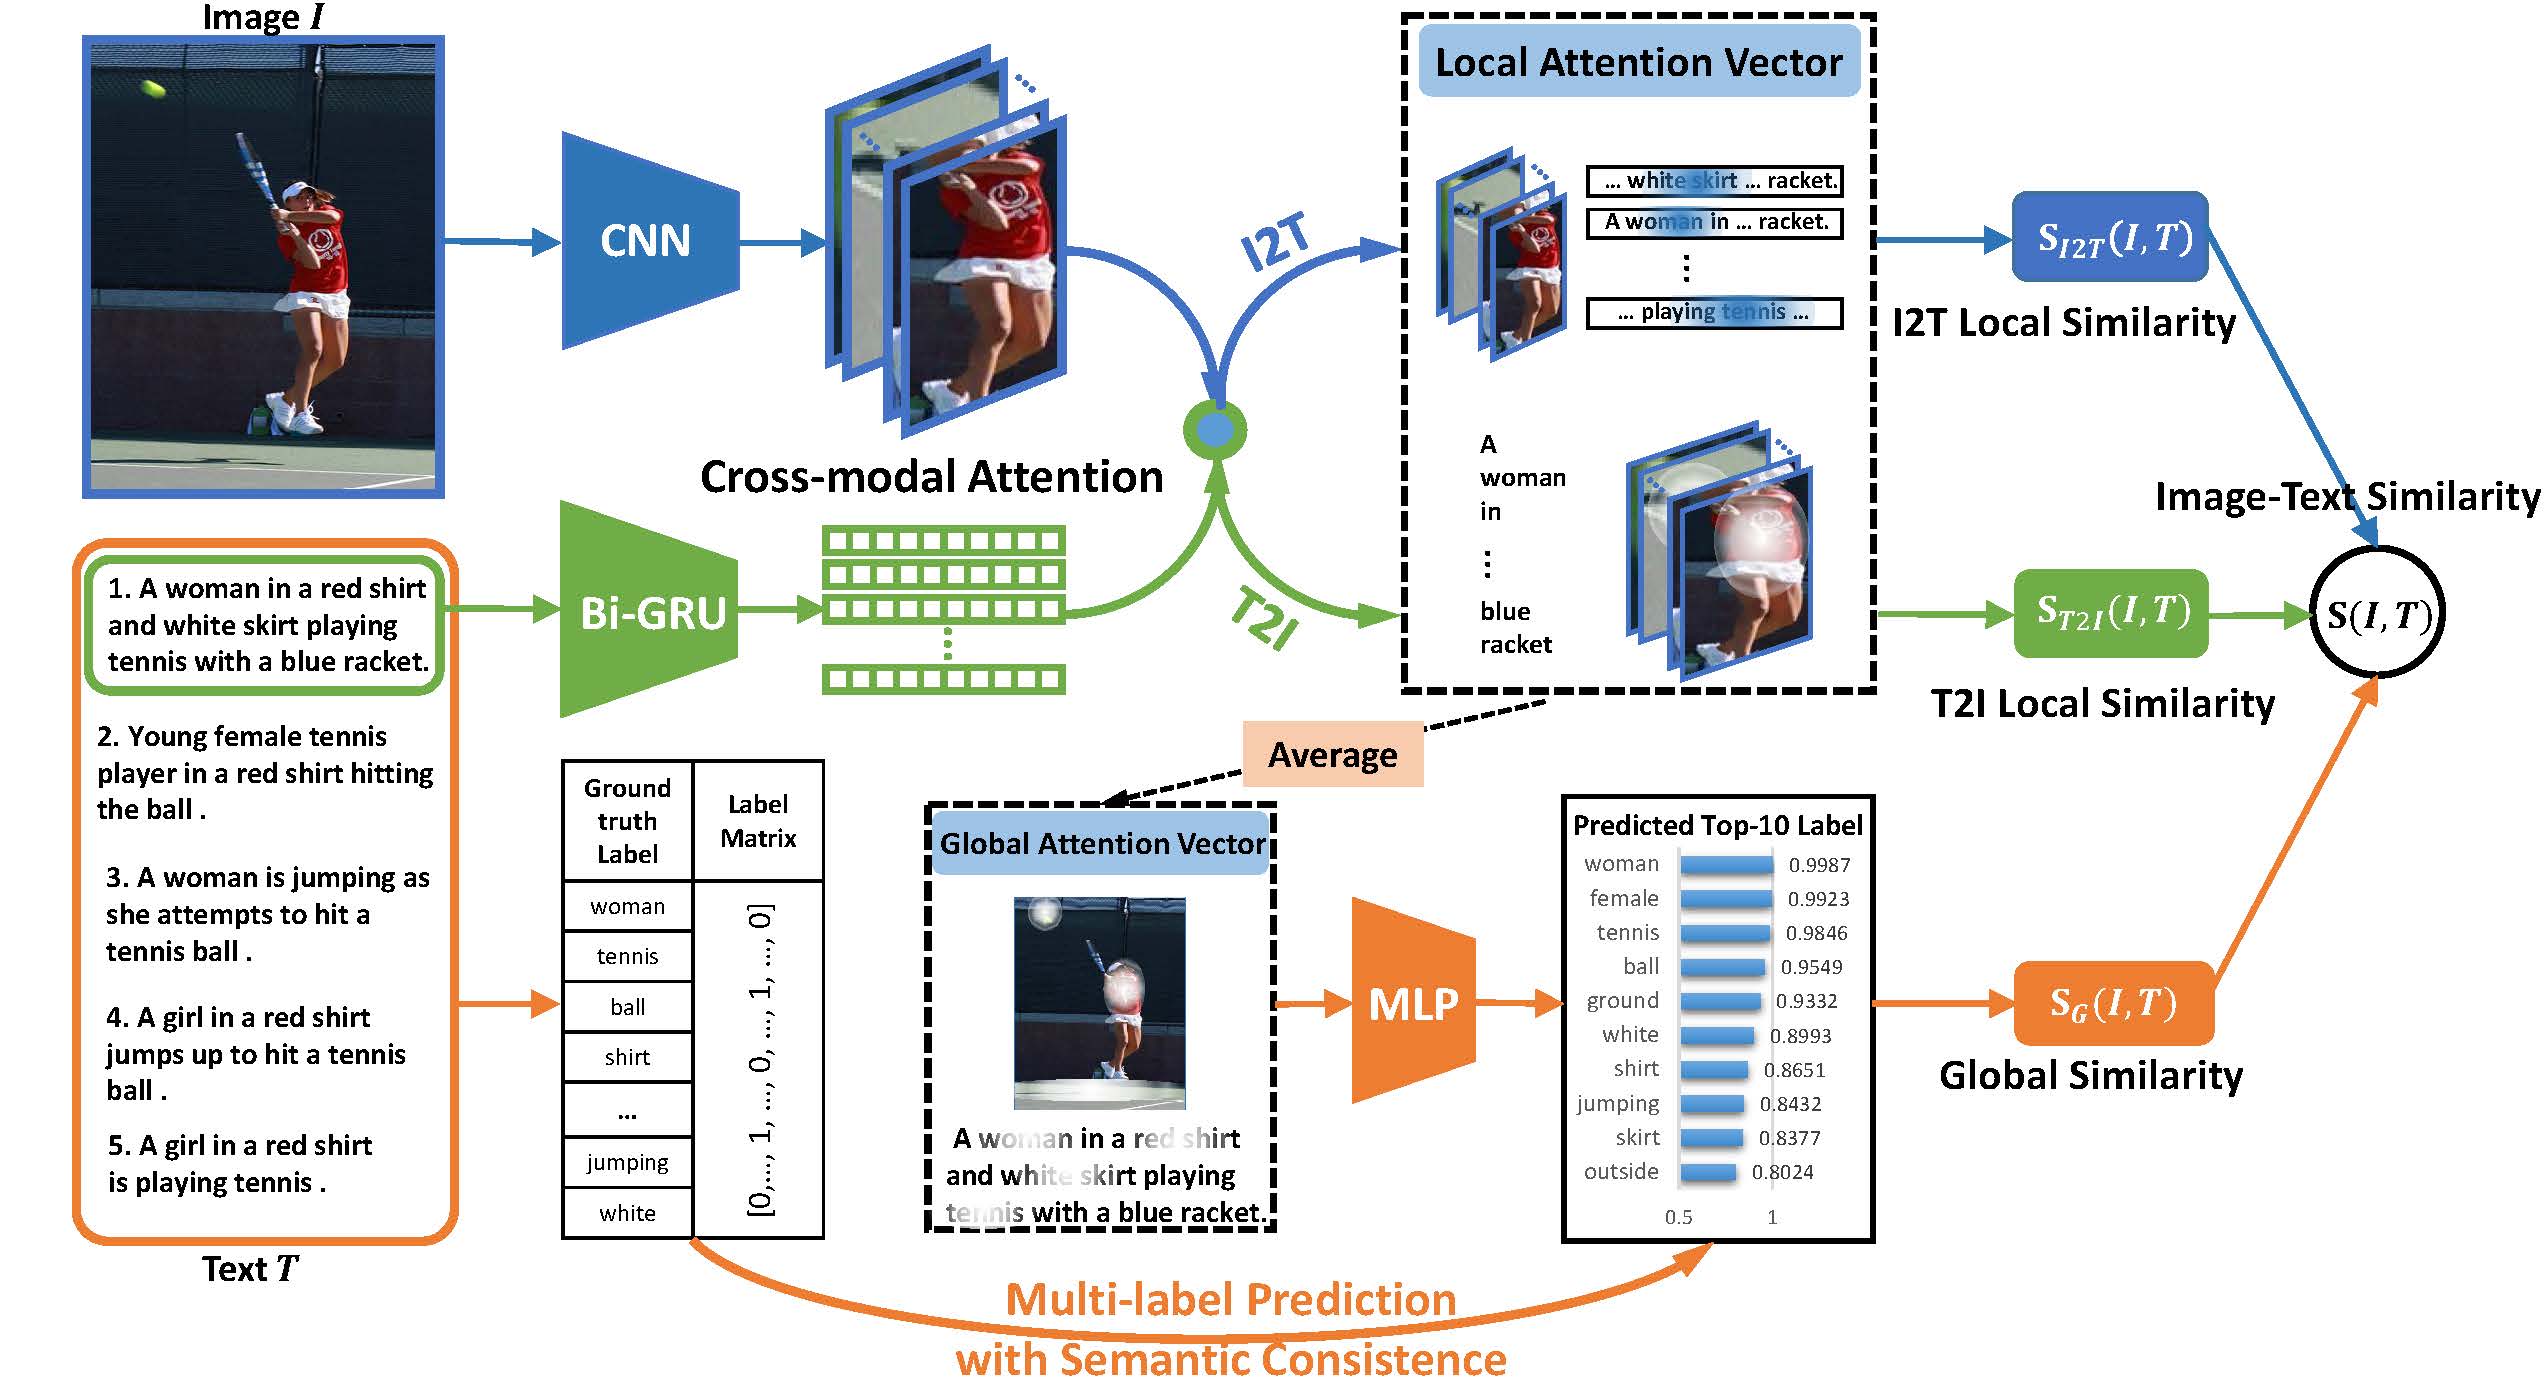 Image I
CNN
Cross-modal Attention
I2T
T2I
1. A woman in a red shirt
and white skirt playing
tennis with a blue racket.
2. Young female tennis
player in a red shirt hitting
the ball .
3. A woman is jumping as
she attempts to hit a
tennis ball .
4. A girl in a red shirt
jumps up to hit a tennis
ball .
5. A girl in a red shirt
is playing tennis .
Text T
Bi-GRU
Local Attention Vector
... white skirt ... racket.
A woman in ... racket.
... playing tennis ...
A
woman
in
blue
racket
S_{I2T}(I, T)
I2T Local Similarity
Image-Text Similarity
S_{T2I}(I, T)
S(I, T)
T2I Local Similarity
Average
Ground
truth
Label
Label
Matrix
woman
tennis
ball
shirt
...
jumping
white
[0,..., 1, ..., 0, ..., 1, ..., 0]
Global Attention Vector
A woman in a red shirt
and white skirt playing
tennis with a blue racket.
MLP
Predicted Top-10 Label
woman 0.9987
female 0.9923
tennis 0.9846
ball 0.9549
ground 0.9332
white 0.8993
shirt 0.8651
jumping 0.8432
skirt 0.8377
outside 0.8024
0.5 1
S_G(I, T)
Global Similarity
Multi-label Prediction
with Semantic Consistence